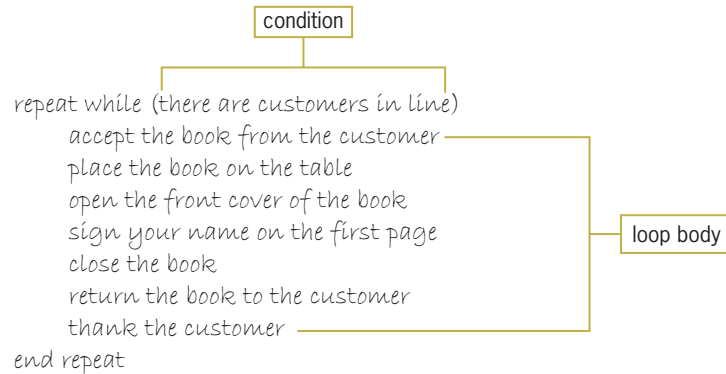 condition
repeat while (there are customers in line)
accept the book from the customer
place the book on the table
open the front cover of the book
sign your name on the first page
loop body
close the book
return the book to the customer
thank the customer
end repeat